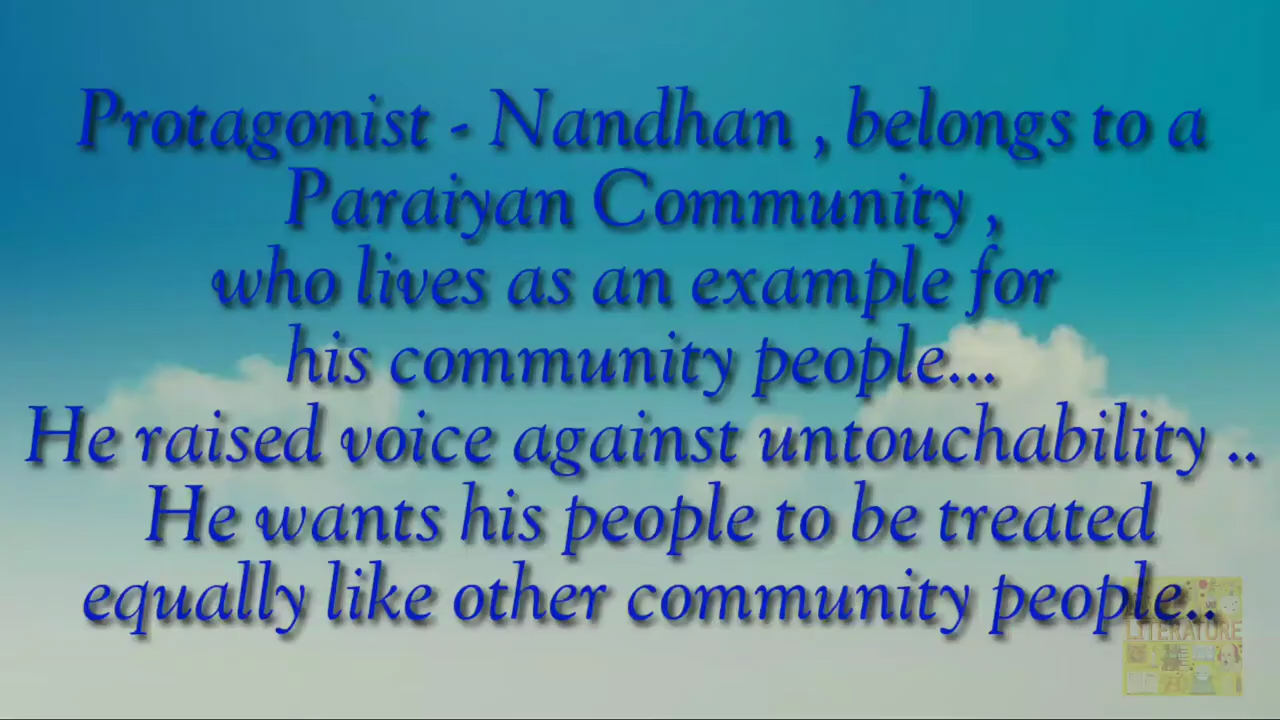 Protagonist - Nandhan , belongs to a
Paraiyan Community ,
who lives as an example for
his community people...
He raised voice against untouchability ..
He wants his people to be treated
equally like other community people..
LITERATURE